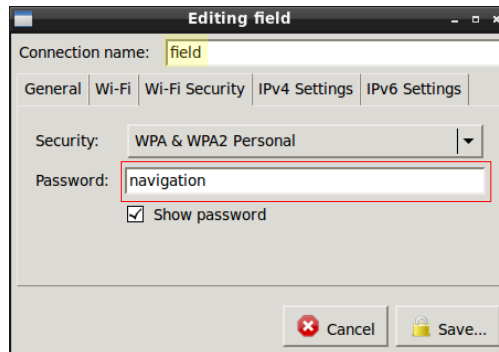 Editing field
Connection name: field
General Wi-Fi Wi-Fi Security IPv4 Settings IPv6 Settings
Security: WPA & WPA2 Personal
Password: navigation
Show password
Cancel Save...